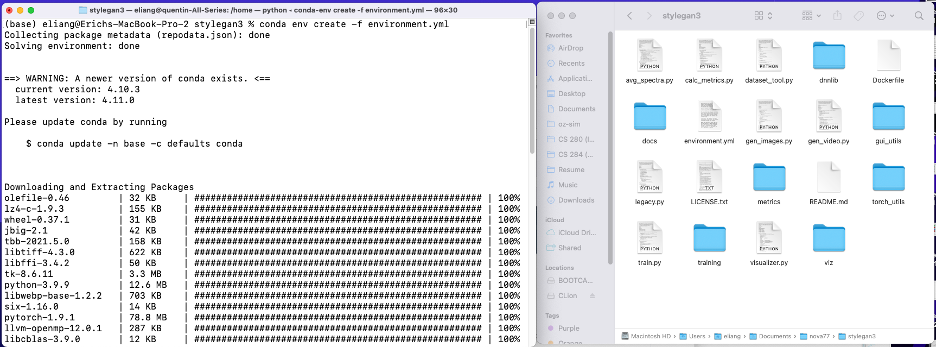 stylegan3 — eliang@quentin-All-Series: /home — python - conda-env create -f environment.yml — 96×30
(base) eliang@Erichs-MacBook-Pro-2 stylegan3 % conda env create -f environment.yml
Collecting package metadata (repodata.json): done
Solving environment: done
==> WARNING: A newer version of conda exists. <==
current version: 4.10.3
latest version: 4.11.0
Please update conda by running
$ conda update -n base -c defaults conda
Downloading and Extracting Packages
olefile-0.46 | 32 KB | #################################################### | 100%
lz4-c-1.9.3 | 155 KB | #################################################### | 100%
wheel-0.37.1 | 31 KB | #################################################### | 100%
jbig-2.1 | 42 KB | #################################################### | 100%
tbb-2021.5.0 | 158 KB | #################################################### | 100%
libtiff-4.3.0 | 622 KB | #################################################### | 100%
libffi-3.4.2 | 50 KB | #################################################### | 100%
tk-8.6.11 | 3.3 MB | #################################################### | 100%
python-3.9.9 | 12.6 MB | #################################################### | 100%
libwebp-base-1.2.2 | 703 KB | #################################################### | 100%
six-1.16.0 | 14 KB | #################################################### | 100%
pytorch-1.9.1 | 78.8 MB | #################################################### | 100%
llvm-openmp-12.0.1 | 287 KB | #################################################### | 100%
libcblas-3.9.0 | 12 KB | #################################################### | 100%
stylegan3
Favorites
AirDrop
Recents
Applicati...
Desktop
Documents
oz-sim
CS 280 (i...
CS 284 (...
Resume
Music
Downloads
iCloud
iCloud Dri...
Shared
Locations
BOOTCA...
CLion
Tags
Purple
Orange
PYTHON PYTHON PYTHON
avg_spectra.py calc_metrics.py dataset_tool.py dnnlib Dockerfile
PYTHON PYTHON
docs environment.yml gen_images.py gen_video.py gui_utils
PYTHON TXT
legacy.py LICENSE.txt metrics README.md torch_utils
PYTHON PYTHON
train.py training visualizer.py viz
Macintosh HD › Users › eliang › Documents › nova77 › stylegan3